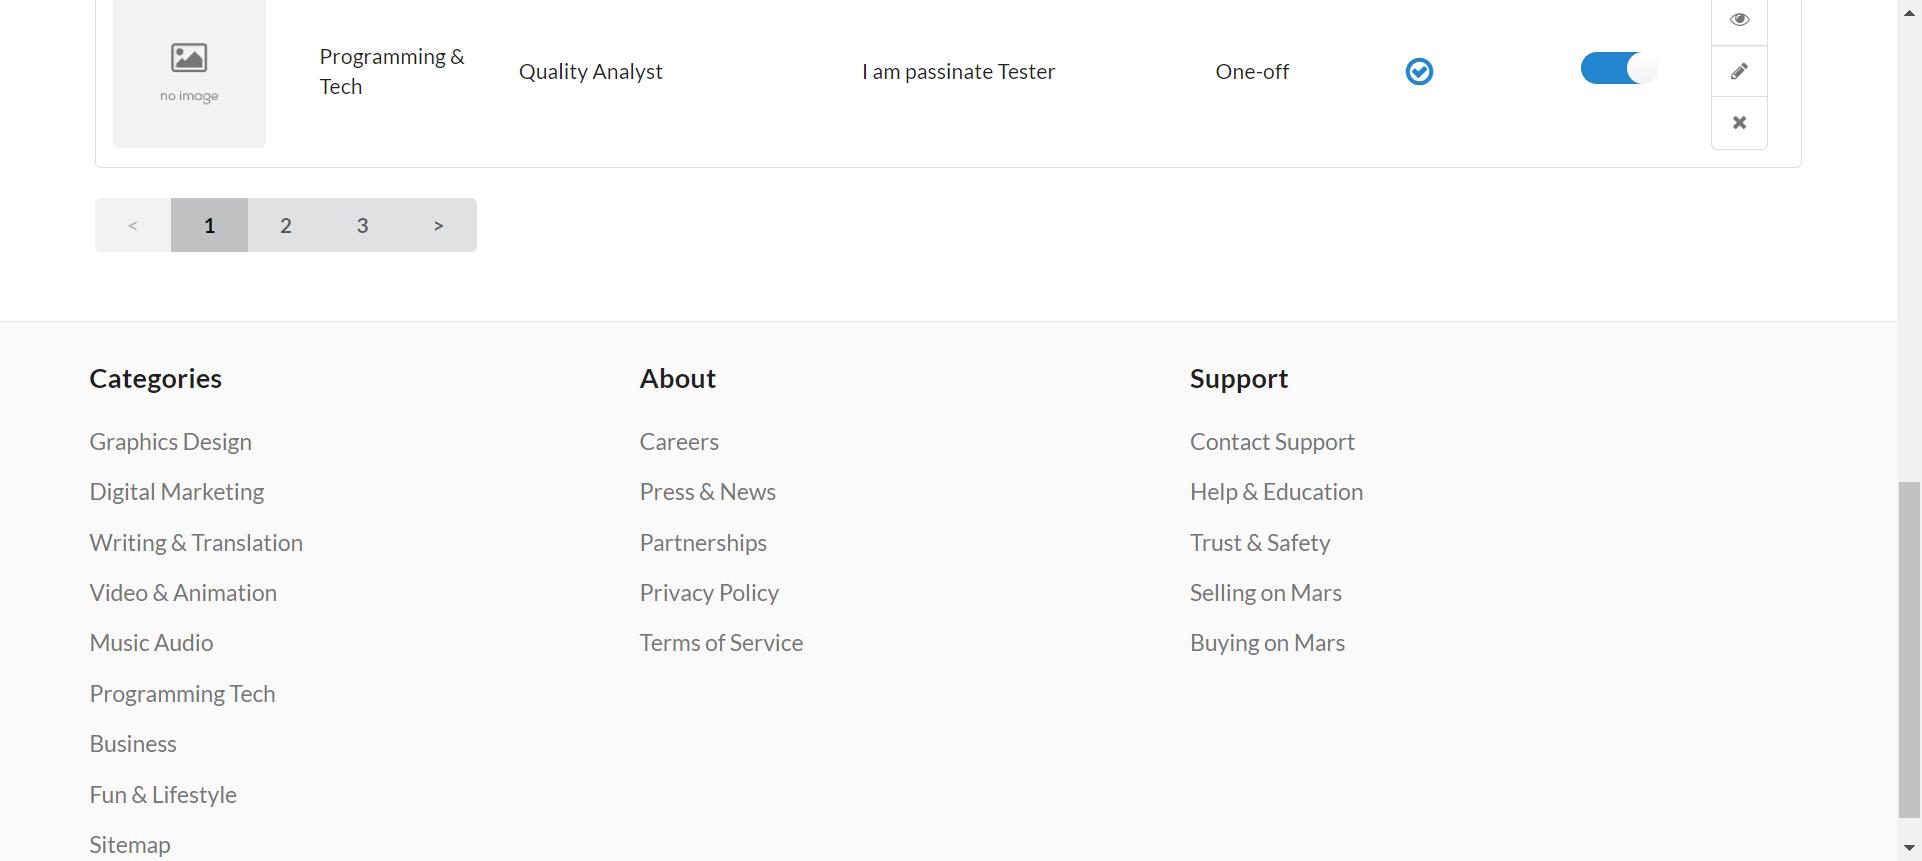 no image
Programming &
Tech
Quality Analyst
I am passinate Tester
One-off
< 1 2 3 >
Categories
Graphics Design
Digital Marketing
Writing & Translation
Video & Animation
Music Audio
Programming Tech
Business
Fun & Lifestyle
Sitemap
About
Careers
Press & News
Partnerships
Privacy Policy
Terms of Service
Support
Contact Support
Help & Education
Trust & Safety
Selling on Mars
Buying on Mars